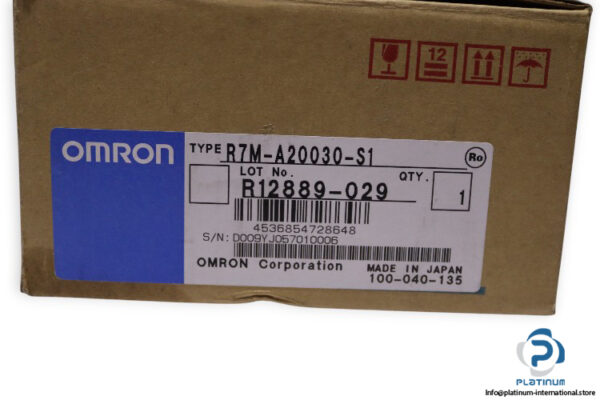 12
OMRON
TYPE R7M-A20030-S1
Ro
LOT No.
QTY.
R12889-029
1
4536854728648
S/N: D009YJ057010006
OMRON Corporation
MADE IN JAPAN
100-040-135
PLATINUM
Info@platinum-international.store